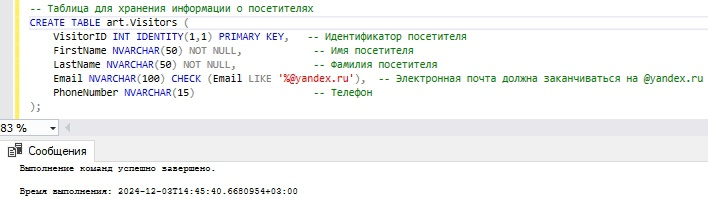 -- Таблица для хранения информации о посетителях
CREATE TABLE art.Visitors (
VisitorID INT IDENTITY(1,1) PRIMARY KEY,   -- Идентификатор посетителя
FirstName NVARCHAR(50) NOT NULL,           -- Имя посетителя
LastName NVARCHAR(50) NOT NULL,            -- Фамилия посетителя
Email NVARCHAR(100) CHECK (Email LIKE '%@yandex.ru'),  -- Электронная почта должна заканчиваться на @yandex.ru
PhoneNumber NVARCHAR(15)                   -- Телефон
);
83 %
Сообщения
Выполнение команд успешно завершено.
Время выполнения: 2024-12-03T14:45:40.6680954+03:00